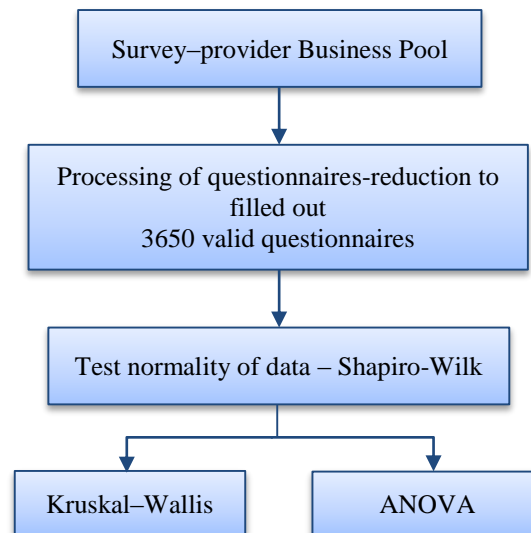 Survey–provider Business Pool
Processing of questionnaires-reduction to
filled out
3650 valid questionnaires
Test normality of data – Shapiro-Wilk
Kruskal–Wallis
ANOVA